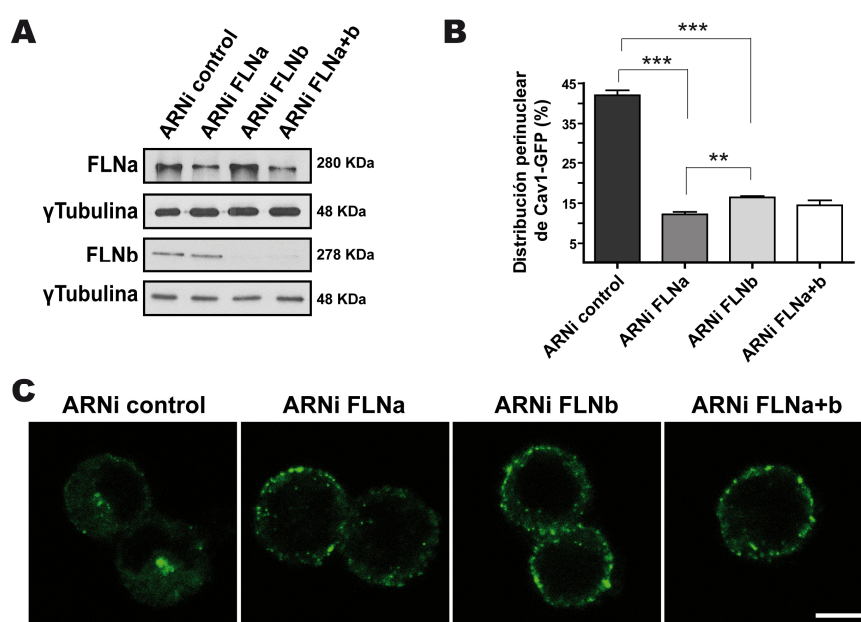 A
ARNi control
ARNi FLNa
ARNi FLNb
ARNi FLNa+b
FLNa
280 KDa
γTubulina
48 KDa
FLNb
278 KDa
γTubulina
48 KDa
B
Distribución perinuclear
de Cav1-GFP (%)
45
35
25
15
5
***
***
**
ARNi control
ARNi FLNa
ARNi FLNb
ARNi FLNa+b
C
ARNi control
ARNi FLNa
ARNi FLNb
ARNi FLNa+b